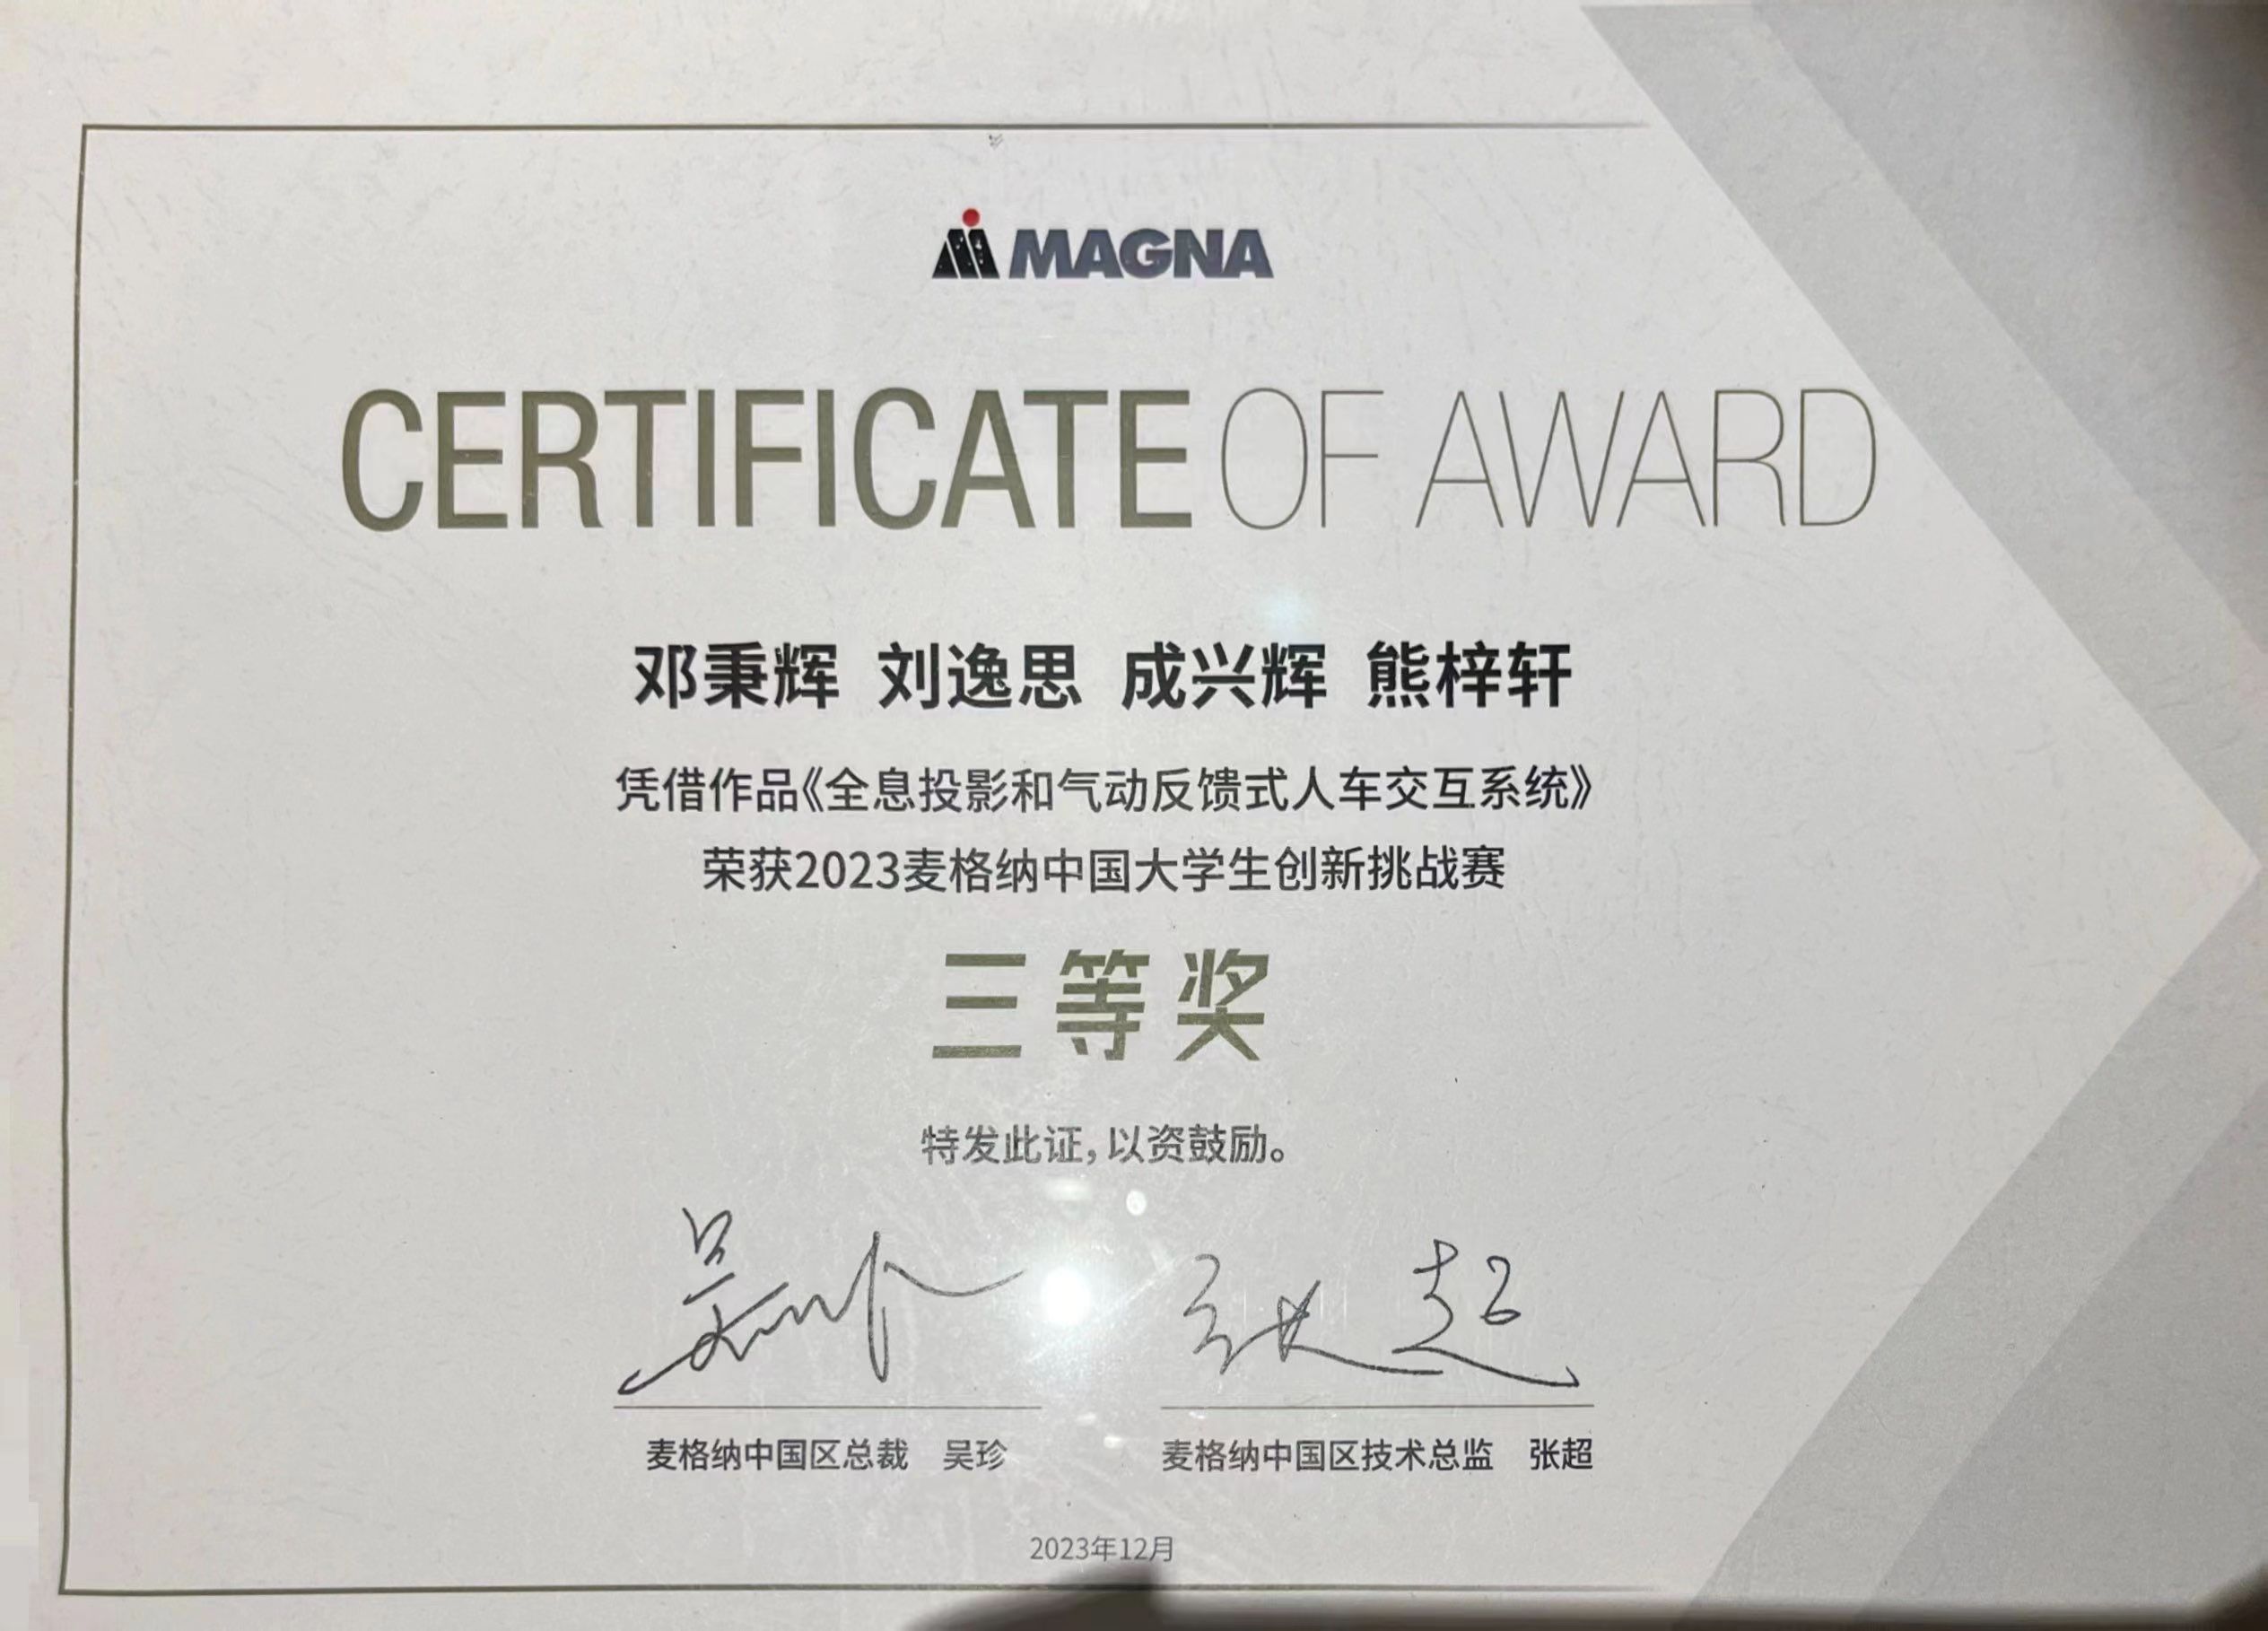 MAGNA
CERTIFICATE OF AWARD
邓秉辉 刘逸思 成兴辉 熊梓轩
凭借作品《全息投影和气动反馈式人车交互系统》
荣获2023麦格纳中国大学生创新挑战赛
三等奖
特发此证，以资鼓励。
吴珍 张超
麦格纳中国区总裁 吴珍 麦格纳中国区技术总监 张超
2023年12月